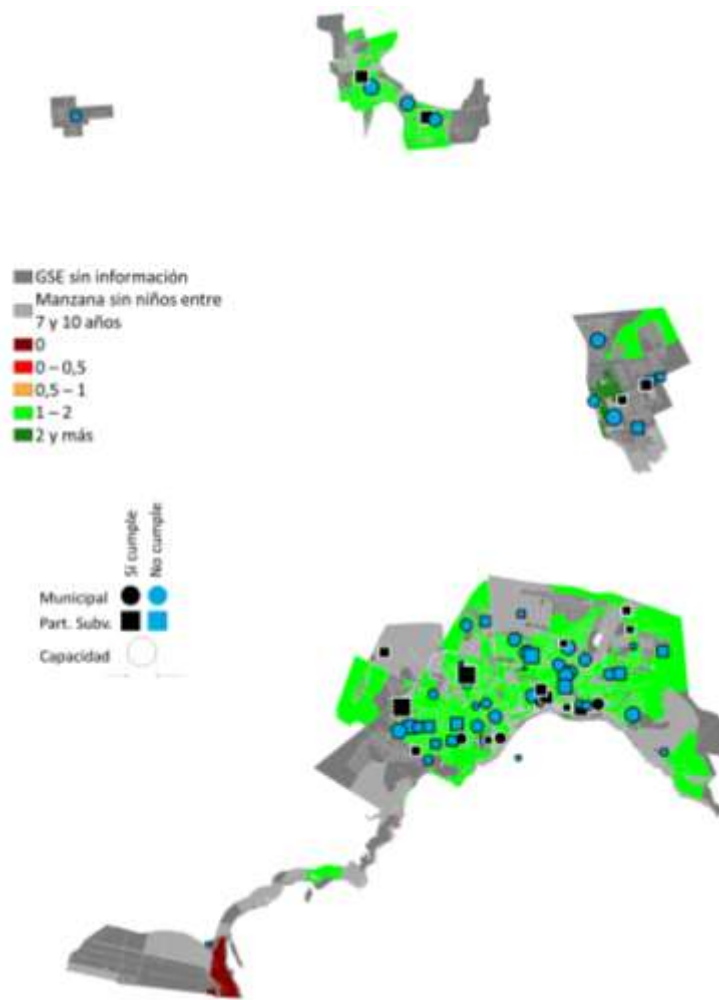 GSE sin información
Manzana sin niños entre
7 y 10 años
0
0 – 0,5
0,5 – 1
1 – 2
2 y más
Sí cumple
No cumple
Municipal
Part. Subv.
Capacidad